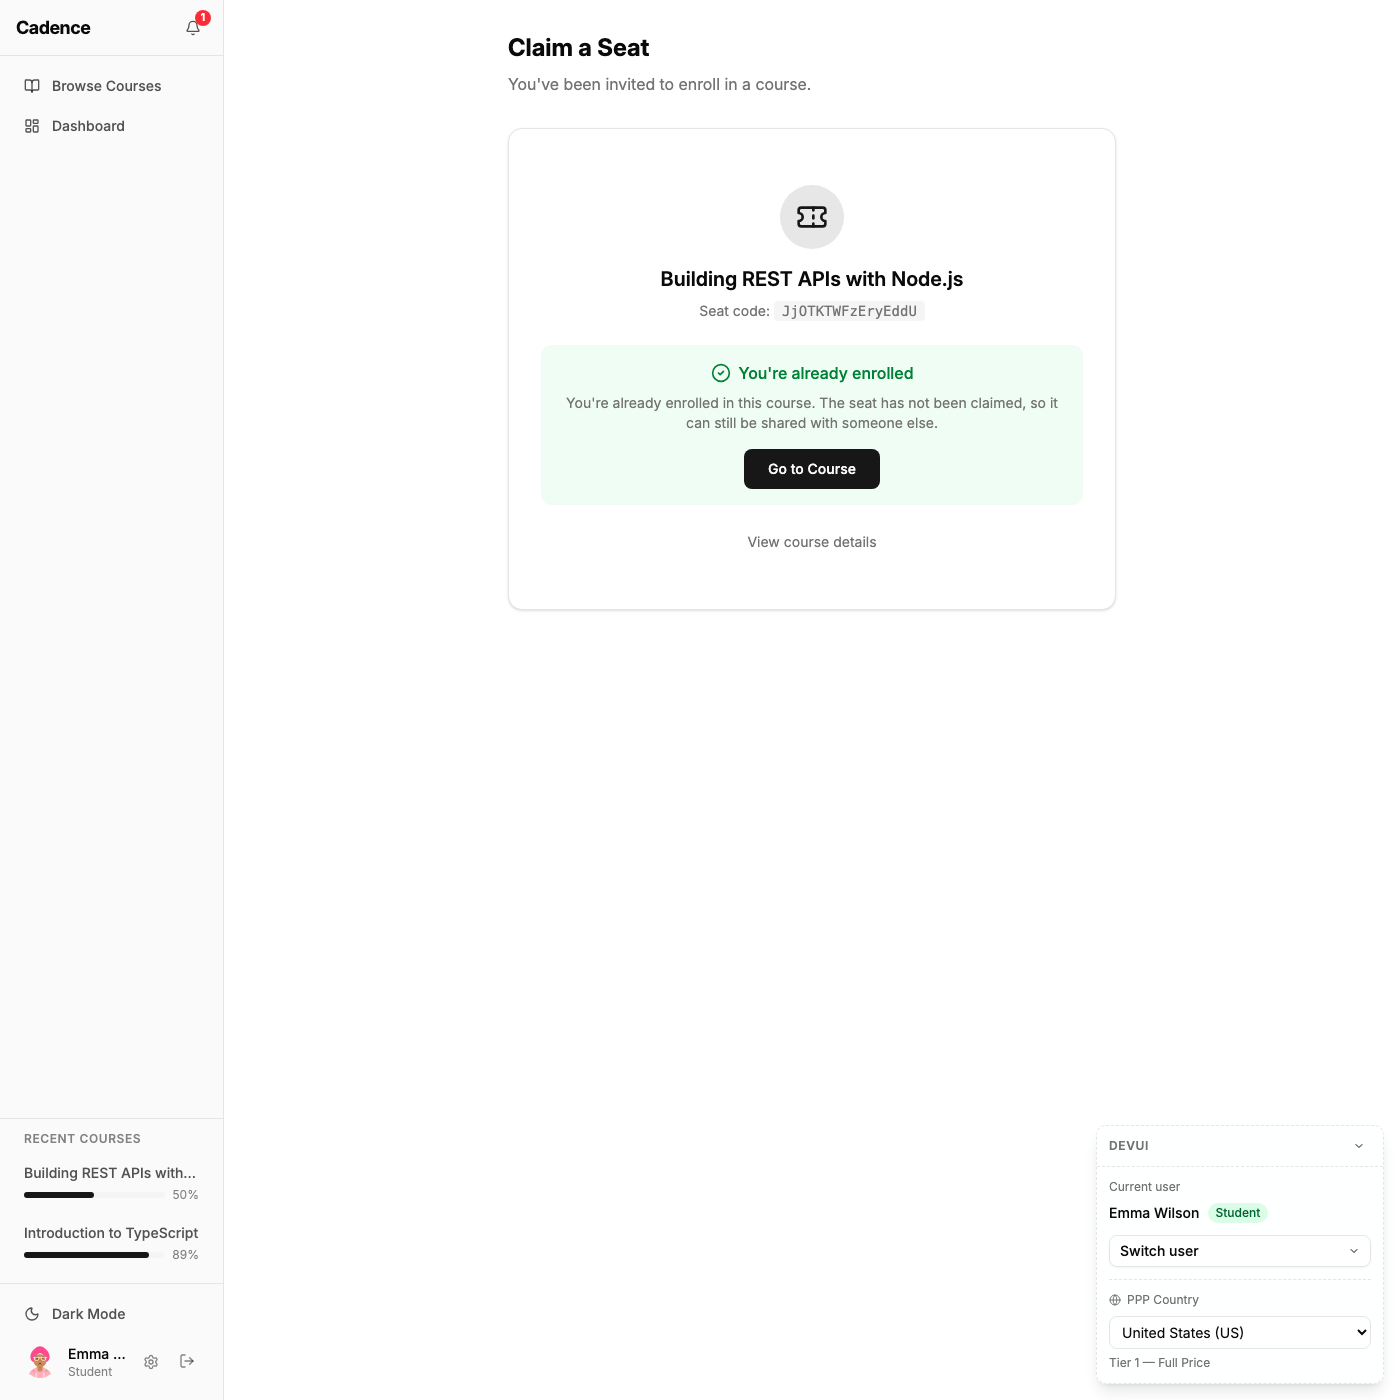 Cadence
1
Browse Courses
Dashboard
Claim a Seat
You've been invited to enroll in a course.
Building REST APIs with Node.js
Seat code: JjOTKTWFzEryEddU
You're already enrolled
You're already enrolled in this course. The seat has not been claimed, so it
can still be shared with someone else.
Go to Course
View course details
RECENT COURSES
Building REST APIs with...
50%
Introduction to TypeScript
89%
Dark Mode
Emma ...
Student
DEVUI
Current user
Emma Wilson Student
Switch user
PPP Country
United States (US)
Tier 1 — Full Price